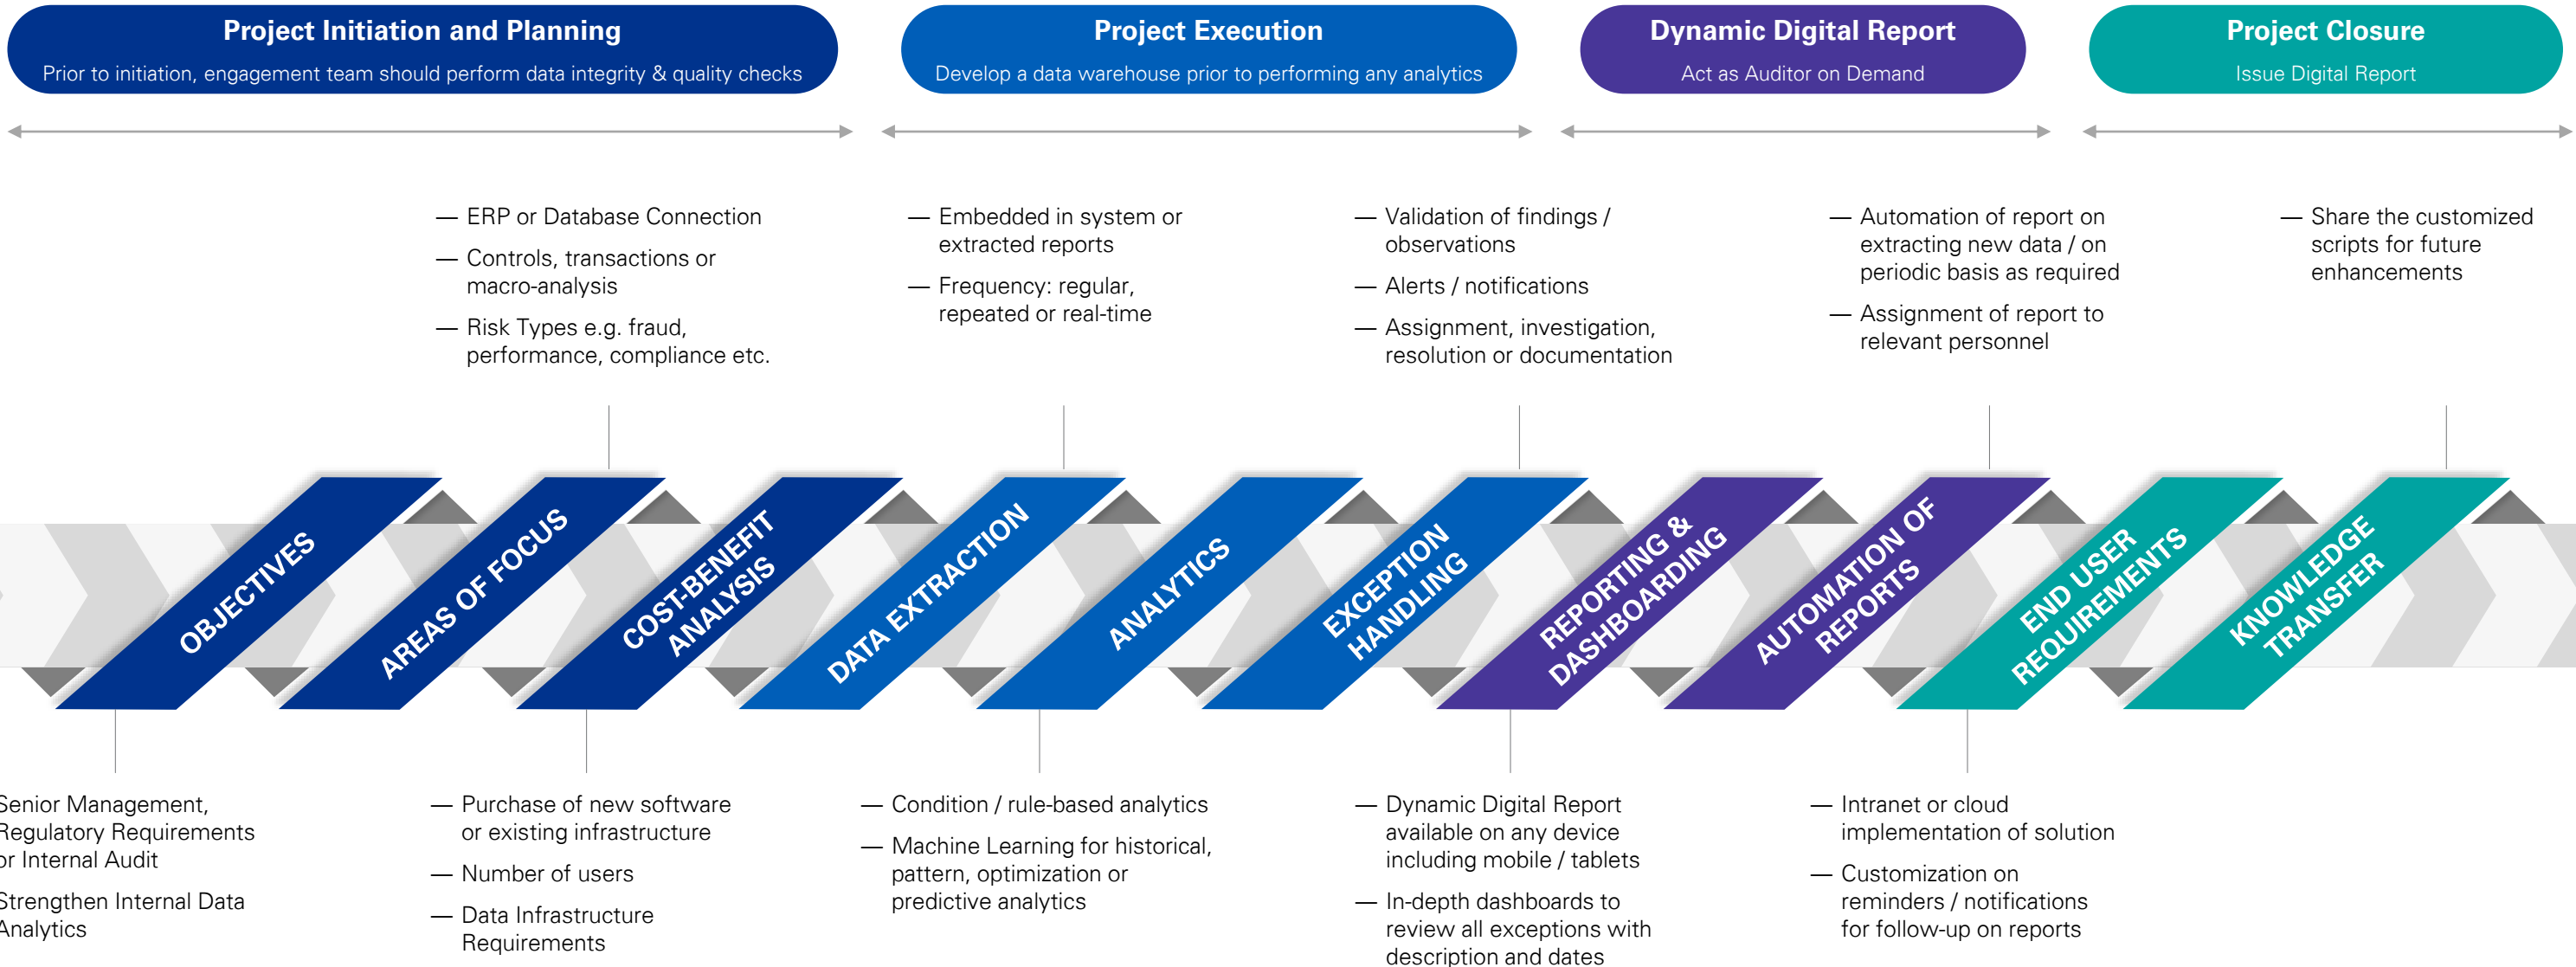 Project Initiation and Planning
Prior to initiation, engagement team should perform data integrity & quality checks
Project Execution
Develop a data warehouse prior to performing any analytics
Dynamic Digital Report
Act as Auditor on Demand
Project Closure
Issue Digital Report
— ERP or Database Connection
— Controls, transactions or
macro-analysis
— Risk Types e.g. fraud,
performance, compliance etc.
— Embedded in system or
extracted reports
— Frequency: regular,
repeated or real-time
— Validation of findings /
observations
— Alerts / notifications
— Assignment, investigation,
resolution or documentation
— Automation of report on
extracting new data / on
periodic basis as required
— Assignment of report to
relevant personnel
— Share the customized
scripts for future
enhancements
OBJECTIVES
AREAS OF FOCUS
COST-BENEFIT
ANALYSIS
DATA EXTRACTION
ANALYTICS
EXCEPTION
HANDLING
REPORTING &
DASHBOARDING
AUTOMATION OF
REPORTS
END USER
REQUIREMENTS
KNOWLEDGE
TRANSFER
Senior Management,
Regulatory Requirements
or Internal Audit
Strengthen Internal Data
Analytics
— Purchase of new software
or existing infrastructure
— Number of users
— Data Infrastructure
Requirements
— Condition / rule-based analytics
— Machine Learning for historical,
pattern, optimization or
predictive analytics
— Dynamic Digital Report
available on any device
including mobile / tablets
— In-depth dashboards to
review all exceptions with
description and dates
— Intranet or cloud
implementation of solution
— Customization on
reminders / notifications
for follow-up on reports